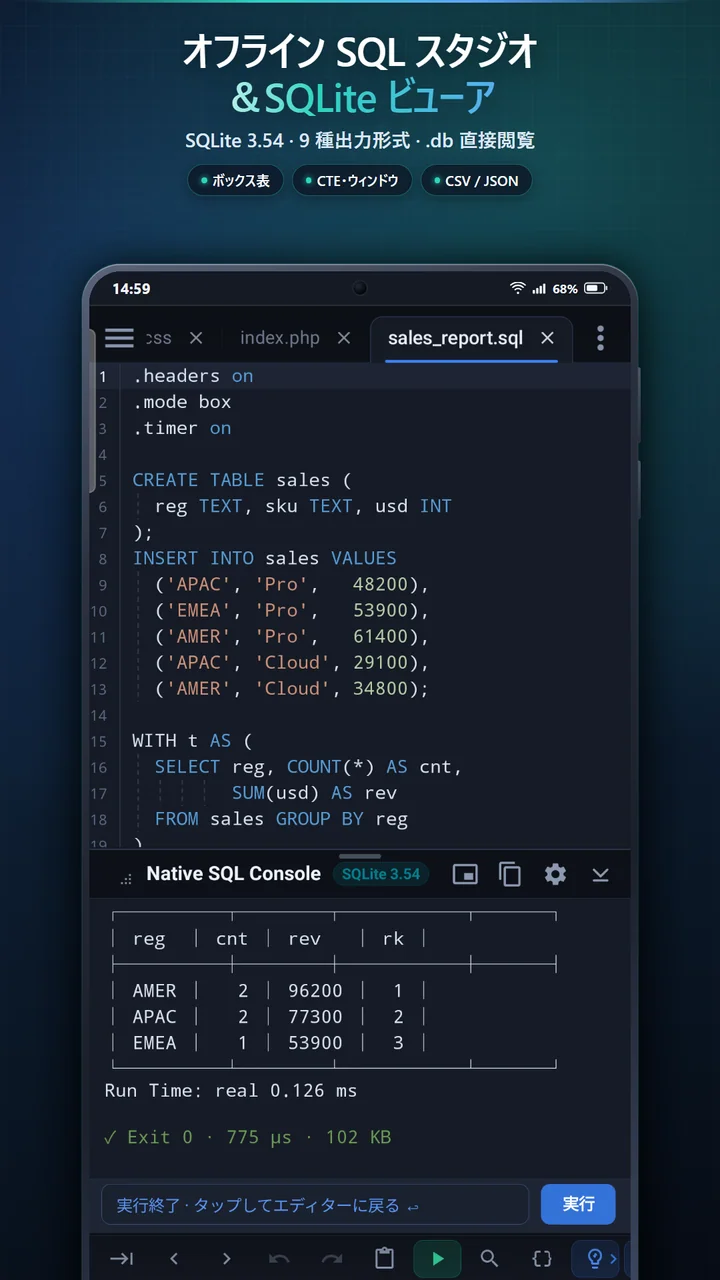 オフライン SQL スタジオ
＆SQLite ビューア
SQLite 3.54 · 9 種出力形式 · .db 直接閲覧
ボックス表
CTE・ウィンドウ
CSV / JSON
14:59
68%
css
index.php
sales_report.sql
1 .headers on
2 .mode box
3 .timer on
4
5 CREATE TABLE sales (
6 reg TEXT, sku TEXT, usd INT
7 );
8 INSERT INTO sales VALUES
9 ('APAC', 'Pro', 48200),
10 ('EMEA', 'Pro', 53900),
11 ('AMER', 'Pro', 61400),
12 ('APAC', 'Cloud', 29100),
13 ('AMER', 'Cloud', 34800);
14
15 WITH t AS (
16 SELECT reg, COUNT(*) AS cnt,
17 SUM(usd) AS rev
18 FROM sales GROUP BY reg
19 )
Native SQL Console
SQLite 3.54
reg │ cnt │ rev │ rk
AMER │ 2 │ 96200 │ 1
APAC │ 2 │ 77300 │ 2
EMEA │ 1 │ 53900 │ 3
Run Time: real 0.126 ms
✓ Exit 0 · 775 µs · 102 KB
実行終了 · タップしてエディターに戻る ↩
実行